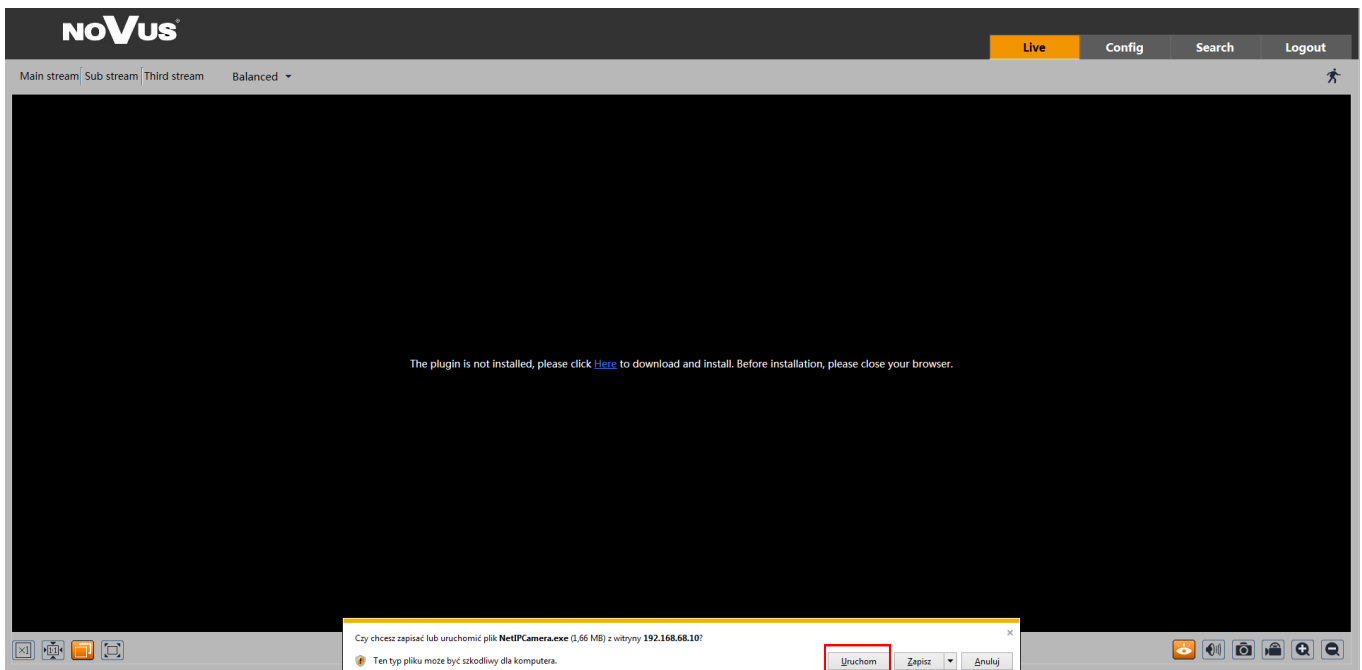 NOVUS®
Live Config Search Logout
Main stream Sub stream Third stream Balanced
The plugin is not installed, please click Here to download and install. Before installation, please close your browser.
Czy chcesz zapisać lub uruchomić plik NetIPCamera.exe (1,66 MB) z witryny 192.168.68.10?
Ten typ pliku może być szkodliwy dla komputera.
Uruchom Zapisz Anuluj
x1 1:1